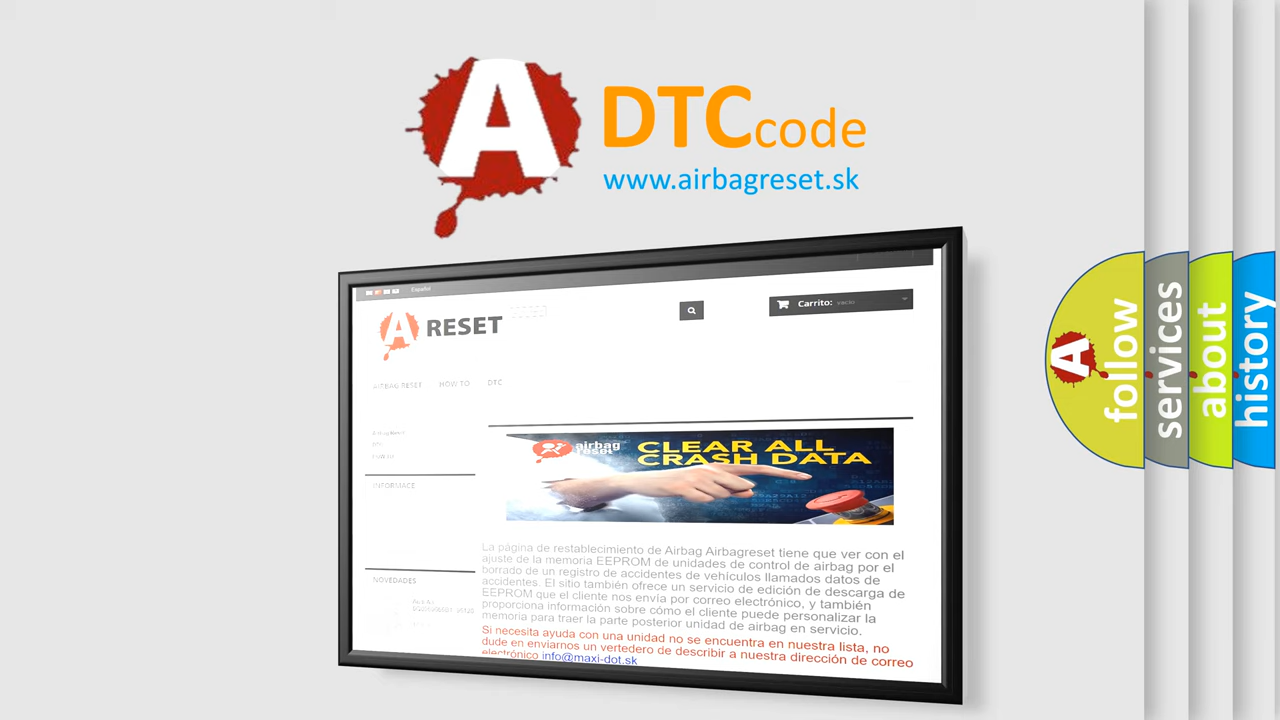 A
DTCcode
www.airbagreset.sk
Español
A RESET
Carrito: vacío
AIRBAG RESET HOW TO DTC
INFORMACE
NOVEDADES
airbag
reset
CLEAR ALL
CRASH DATA
La página de restablecimiento de Airbag Airbagreset tiene que ver con el
ajuste de la memoria EEPROM de unidades de control de airbag por el
borrado de un registro de accidentes de vehículos llamados datos de
accidentes. El sitio también ofrece un servicio de edición de descarga de
EEPROM que el cliente nos envía por correo electrónico, y también
proporciona información sobre cómo el cliente puede personalizar la
memoria para traer la parte posterior unidad de airbag en servicio.
Si necesita ayuda con una unidad no se encuentra en nuestra lista, no
dude en enviarnos un vertedero de describir a nuestra dirección de correo
electrónico info@maxi-dot.sk
A
follow
services
about
history